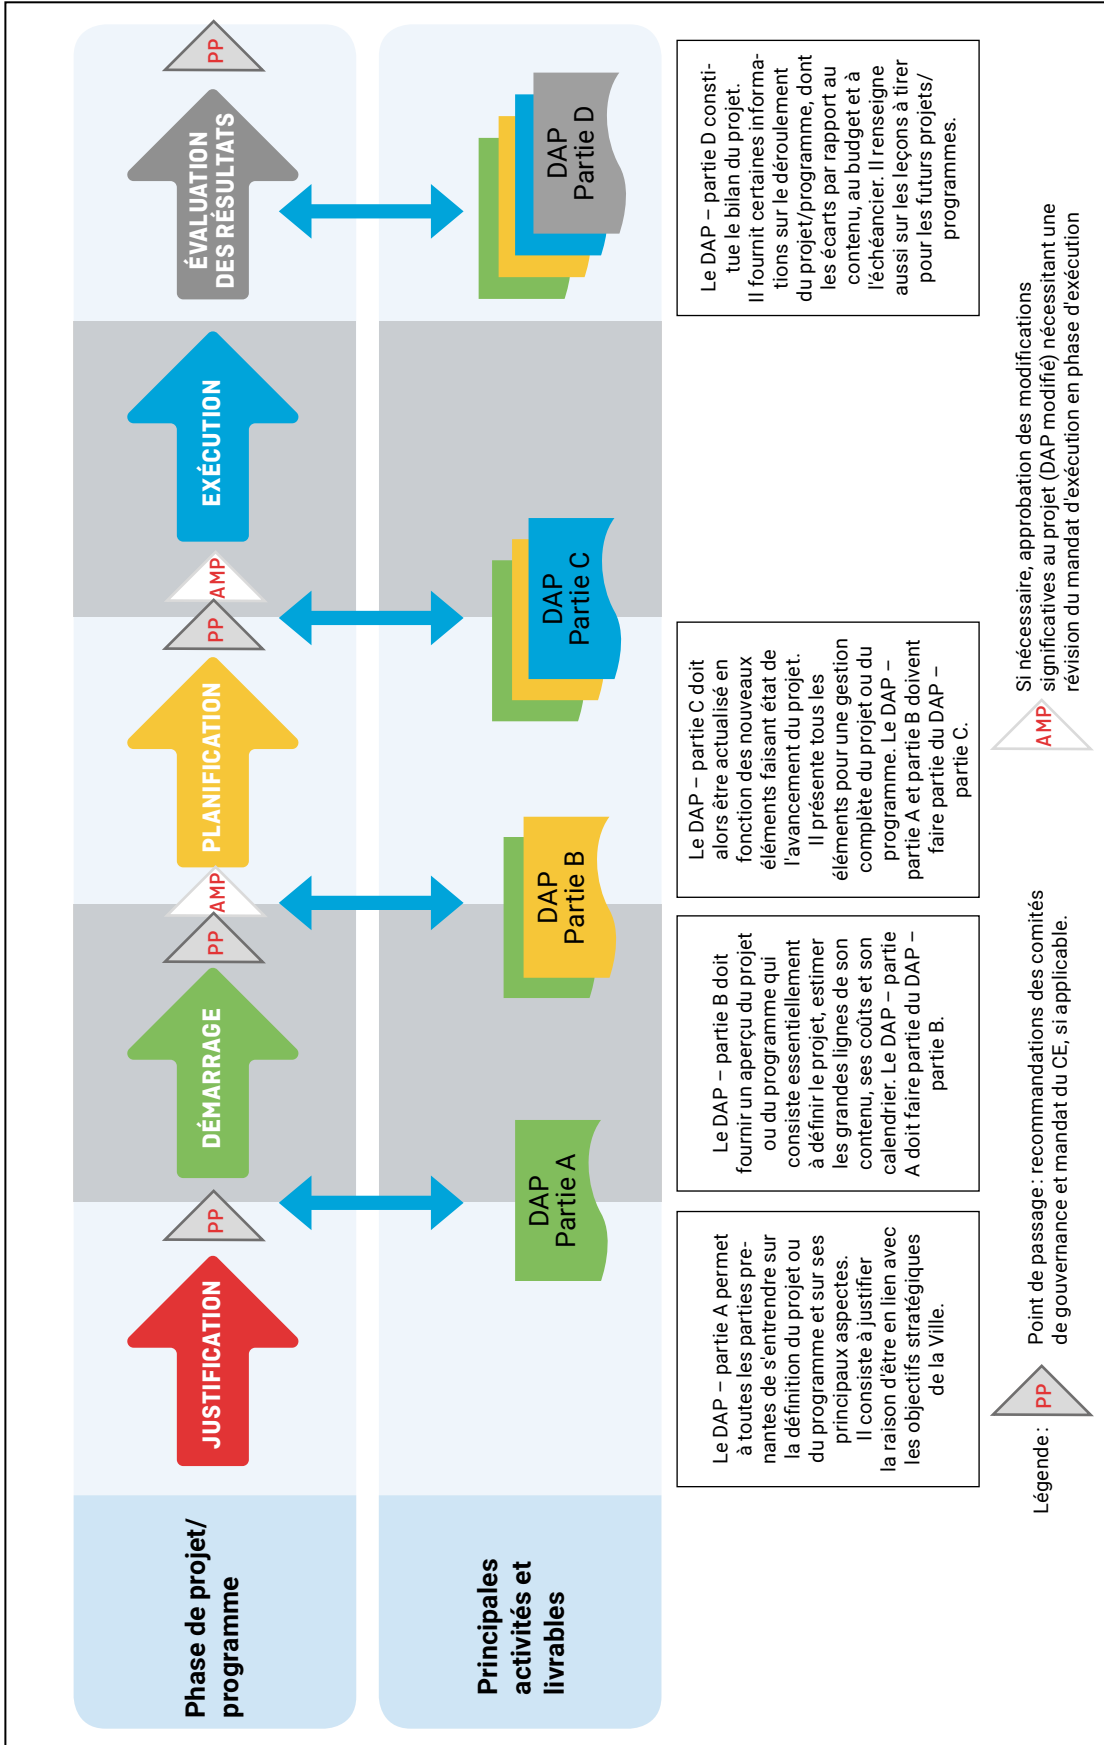 Phase de projet/
programme
JUSTIFICATION
PP
DÉMARRAGE
PP
AMP
PLANIFICATION
PP
AMP
EXÉCUTION
ÉVALUATION
DES RÉSULTATS
PP
Principales
activités et
livrables
DAP
Partie A
DAP
Partie B
DAP
Partie C
DAP
Partie D
Le DAP – partie A permet
à toutes les parties pre-
nantes de s'entrendre sur
la définition du projet ou
du programme et sur ses
principaux aspectes.
Il consiste à justifier
la raison d'être en lien avec
les objectifs stratégiques
de la Ville.
Le DAP – partie B doit
fournir un aperçu du projet
ou du programme qui
consiste essentiellement
à définir le projet, estimer
les grandes lignes de son
contenu, ses coûts et son
calendrier. Le DAP – partie
A doit faire partie du DAP –
partie B.
Le DAP – partie C doit
alors être actualisé en
fonction des nouveaux
éléments faisant état de
l'avancement du projet.
Il présente tous les
éléments pour une gestion
complète du projet ou du
programme. Le DAP –
partie A et partie B doivent
faire partie du DAP –
partie C.
Le DAP – partie D consti-
tue le bilan du projet.
Il fournit certaines informa-
tions sur le déroulement
du projet/programme, dont
les écarts par rapport au
contenu, au budget et à
l'échéancier. Il renseigne
aussi sur les leçons à tirer
pour les futurs projets/
programmes.
Légende :
PP
Point de passage : recommandations des comités
de gouvernance et mandat du CE, si applicable.
AMP
Si nécessaire, approbation des modifications
significatives au projet (DAP modifié) nécessitant une
révision du mandat d'exécution en phase d'exécution